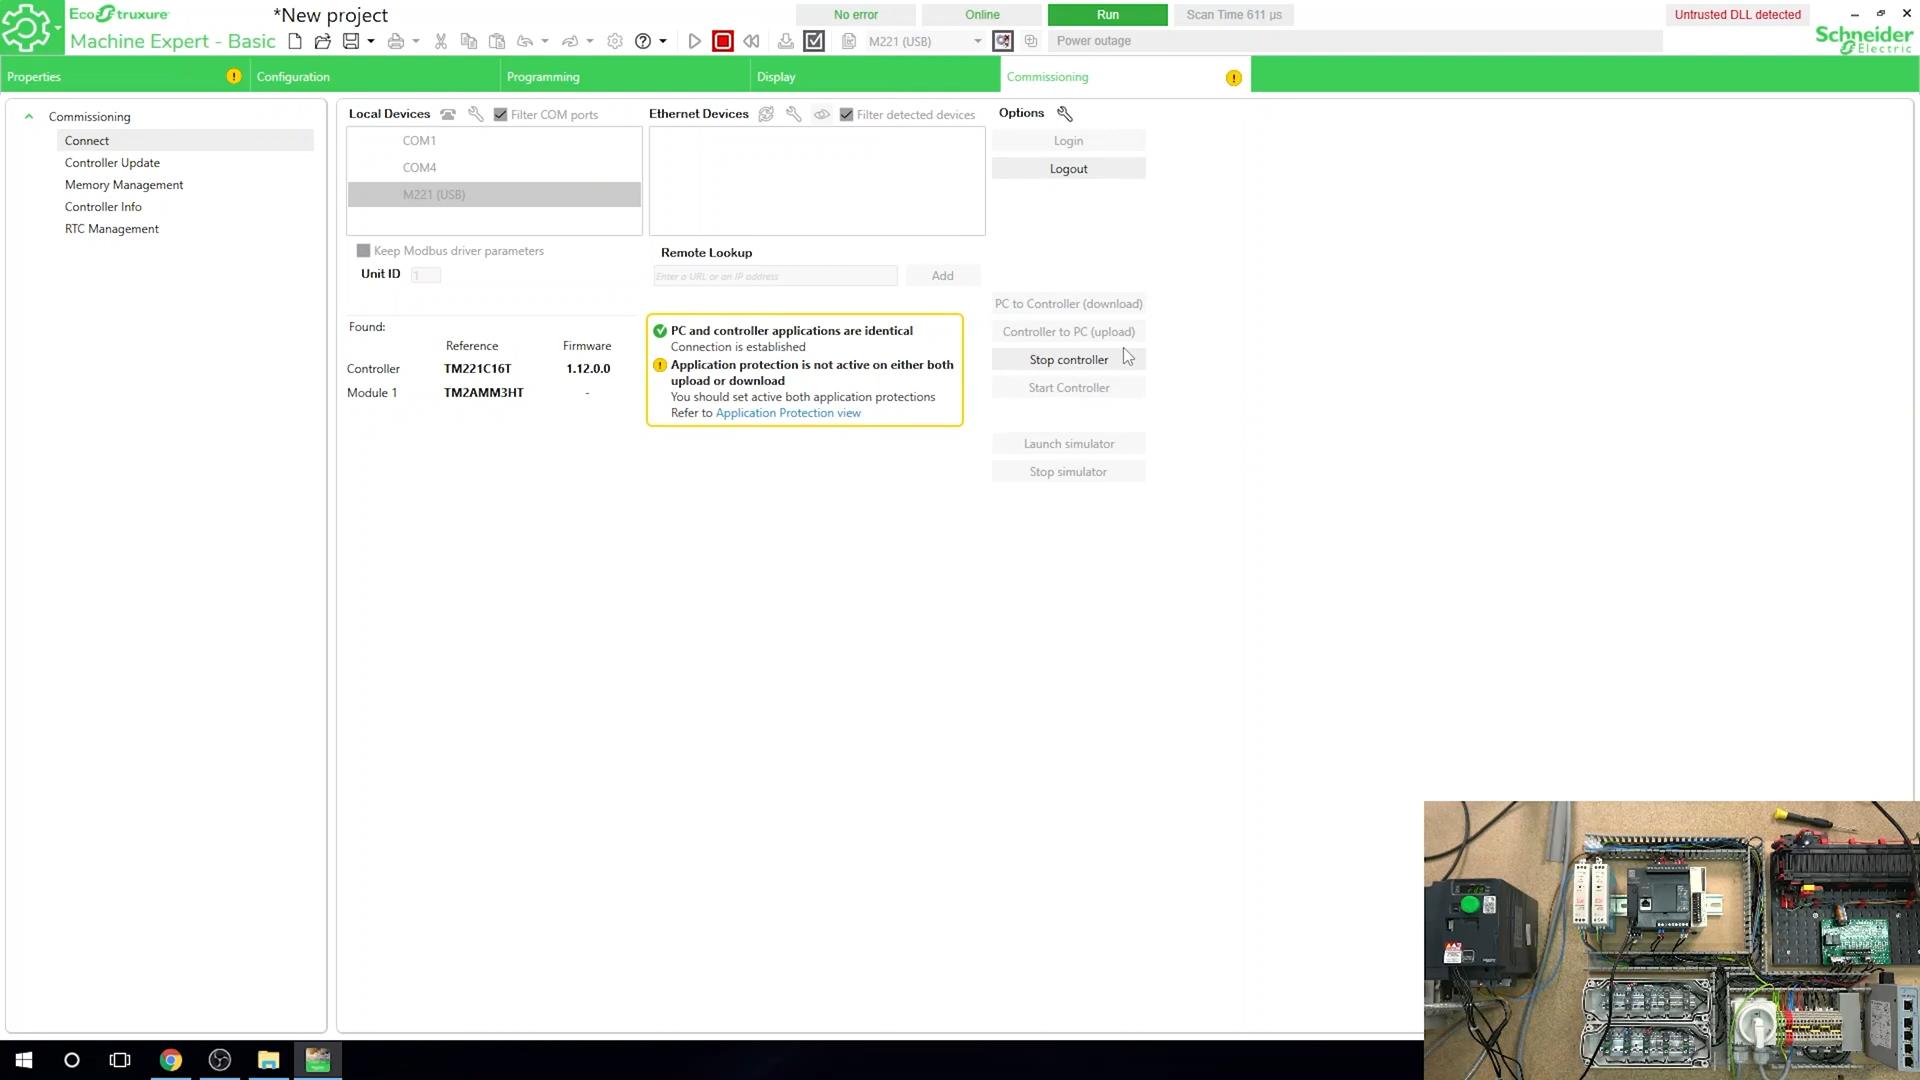 EcoStruxure
Machine Expert - Basic
*New project
No error
Online
Run
Scan Time 611 µs
Untrusted DLL detected
M221 (USB)
Power outage
Schneider
Electric
Properties
Configuration
Programming
Display
Commissioning
Commissioning
Connect
Controller Update
Memory Management
Controller Info
RTC Management
Local Devices
Filter COM ports
COM1
COM4
M221 (USB)
Keep Modbus driver parameters
Unit ID
1
Ethernet Devices
Filter detected devices
Remote Lookup
Enter a URL or an IP address
Add
Options
Login
Logout
PC to Controller (download)
Controller to PC (upload)
Stop controller
Start Controller
Launch simulator
Stop simulator
Found:
Reference Firmware
Controller TM221C16T 1.12.0.0
Module 1 TM2AMM3HT -
PC and controller applications are identical
Connection is established
Application protection is not active on either both
upload or download
You should set active both application protections
Refer to Application Protection view